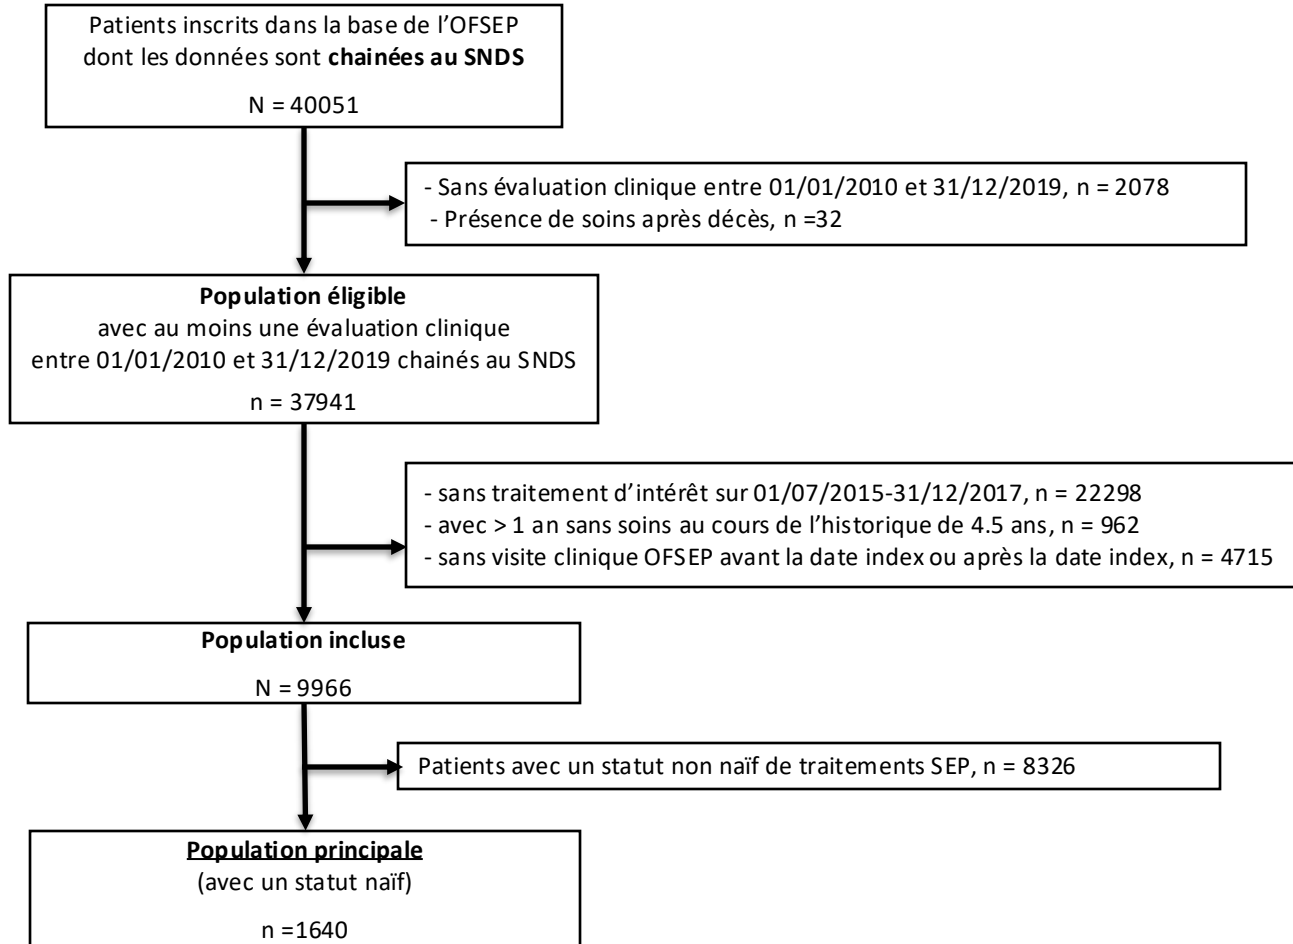 Patients inscrits dans la base de l’OFSEP
dont les données sont chainées au SNDS
N = 40051
- Sans évaluation clinique entre 01/01/2010 et 31/12/2019, n = 2078
- Présence de soins après décès, n =32
Population éligible
avec au moins une évaluation clinique
entre 01/01/2010 et 31/12/2019 chainés au SNDS
n = 37941
- sans traitement d’intérêt sur 01/07/2015-31/12/2017, n = 22298
- avec > 1 an sans soins au cours de l’historique de 4.5 ans, n = 962
- sans visite clinique OFSEP avant la date index ou après la date index, n = 4715
Population incluse
N = 9966
Patients avec un statut non naïf de traitements SEP, n = 8326
Population principale
(avec un statut naïf)
n =1640